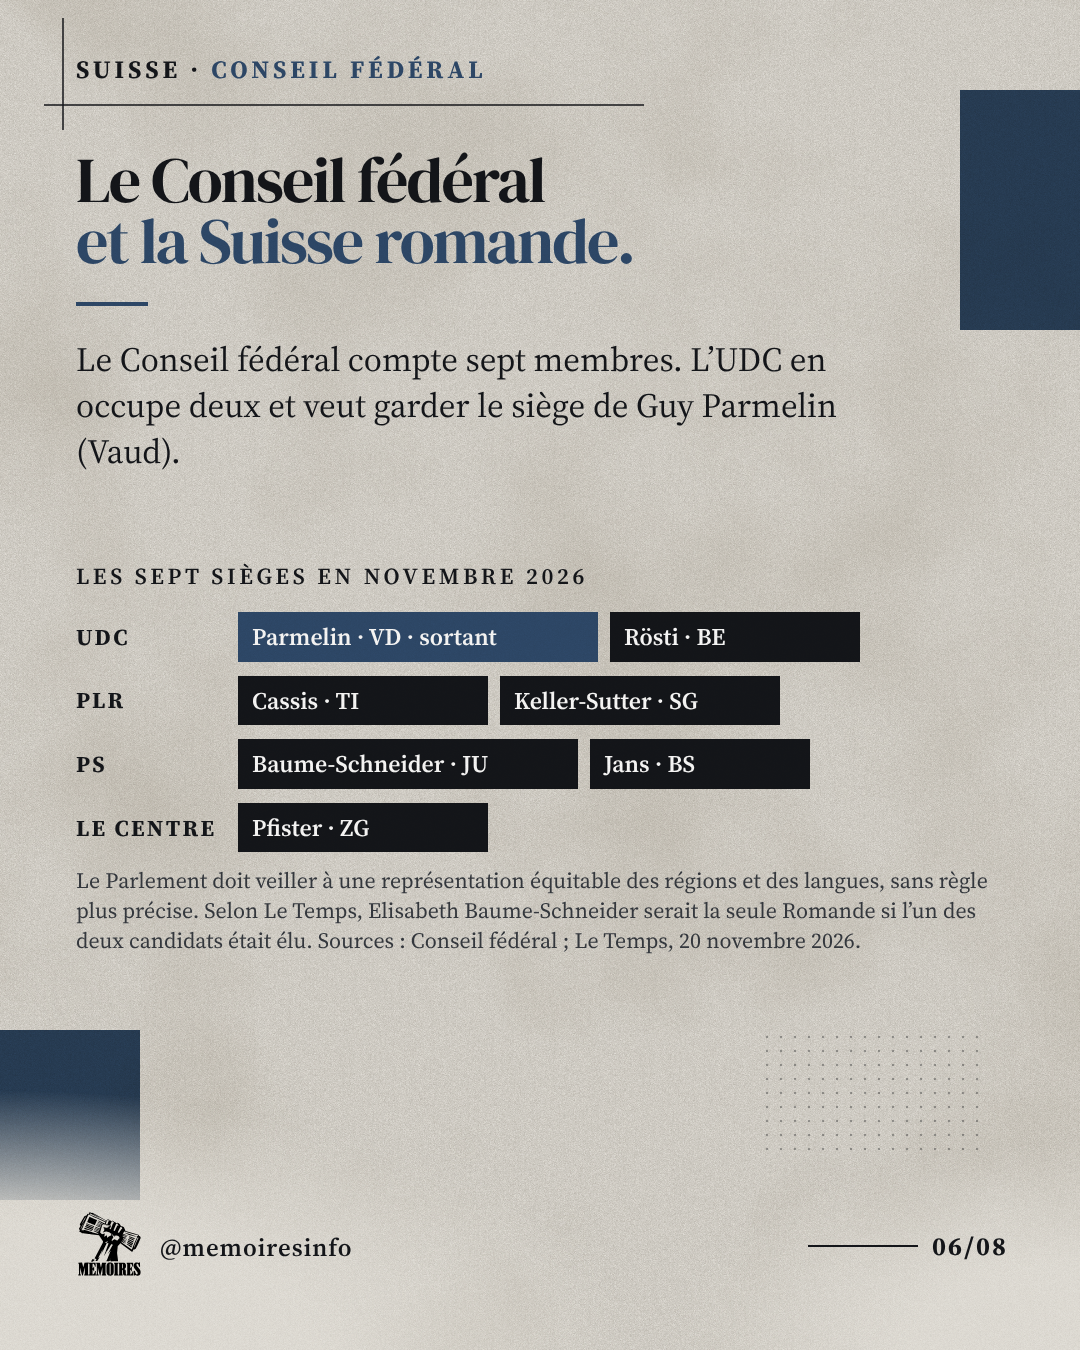 SUISSE · CONSEIL FÉDÉRAL
Le Conseil fédéral
et la Suisse romande.
Le Conseil fédéral compte sept membres. L’UDC en
occupe deux et veut garder le siège de Guy Parmelin
(Vaud).
LES SEPT SIÈGES EN NOVEMBRE 2026
UDC Parmelin · VD · sortant Rösti · BE
PLR Cassis · TI Keller-Sutter · SG
PS Baume-Schneider · JU Jans · BS
LE CENTRE Pfister · ZG
Le Parlement doit veiller à une représentation équitable des régions et des langues, sans règle
plus précise. Selon Le Temps, Elisabeth Baume-Schneider serait la seule Romande si l’un des
deux candidats était élu. Sources : Conseil fédéral ; Le Temps, 20 novembre 2026.
MÉMOIRES
@memoiresinfo
06/08